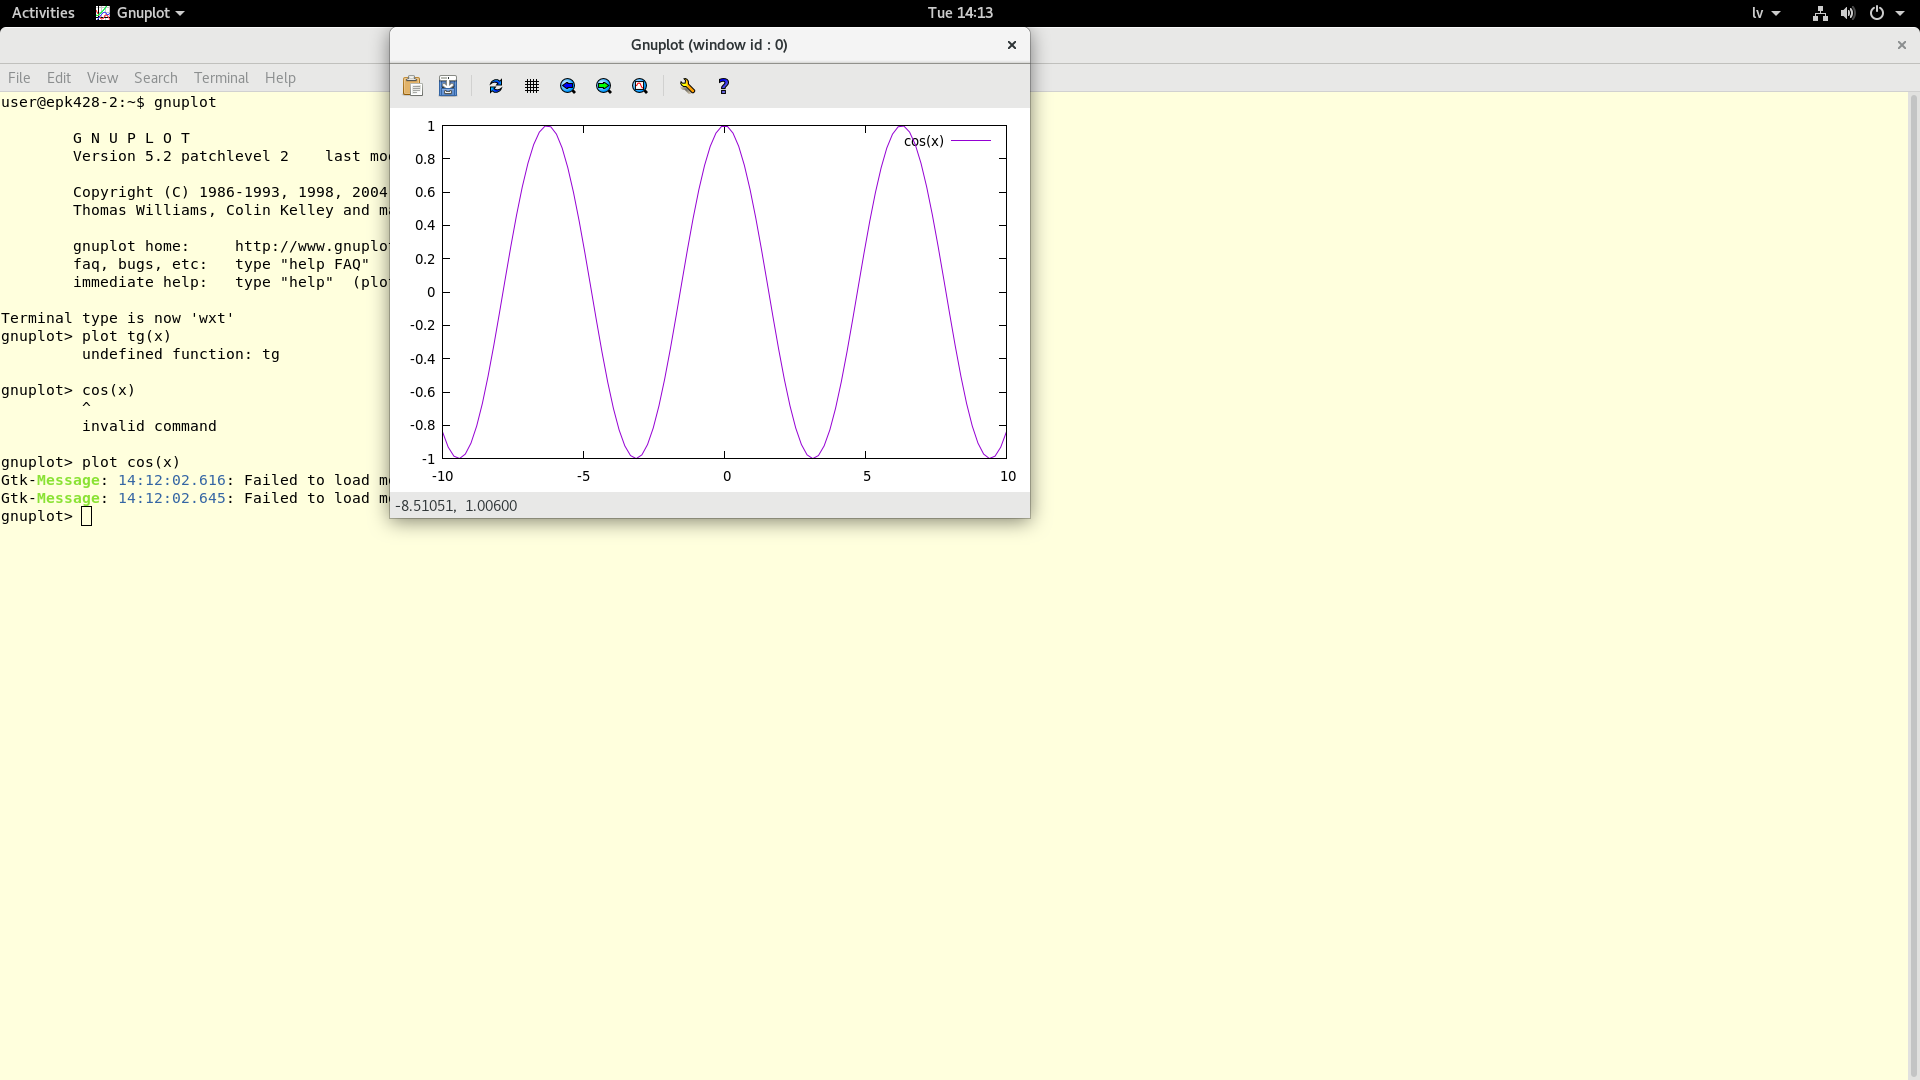 Activities Gnuplot Tue 14:13 lv
Gnuplot (window id : 0)
File Edit View Search Terminal Help
user@epk428-2:~$ gnuplot
G N U P L O T
Version 5.2 patchlevel 2 last
Copyright (C) 1986-1993, 1998, 2004
Thomas Williams, Colin Kelley and
gnuplot home: http://www.gnuplo
faq, bugs, etc: type "help FAQ"
immediate help: type "help" (plo
Terminal type is now 'wxt'
gnuplot> plot tg(x)
undefined function: tg
gnuplot> cos(x)
^
invalid command
gnuplot> plot cos(x)
Gtk-Message: 14:12:02.616: Failed to load
Gtk-Message: 14:12:02.645: Failed to load
gnuplot>
cos(x)
1
0.8
0.6
0.4
0.2
0
-0.2
-0.4
-0.6
-0.8
-1
-10 -5 0 5 10
-8.51051, 1.00600